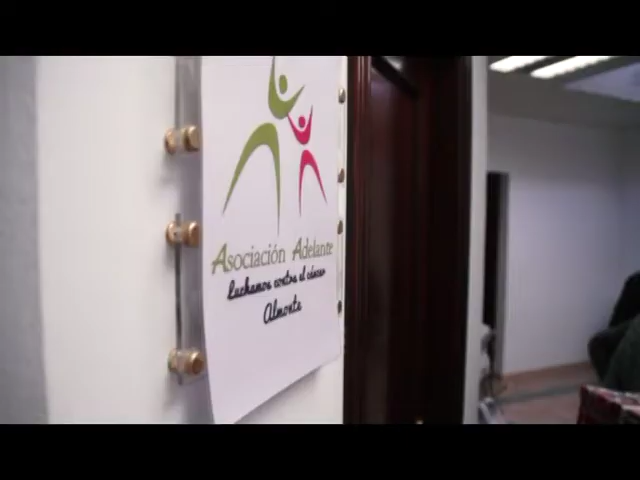 Asociación Adelante
Luchamos contra el cáncer
Almonte